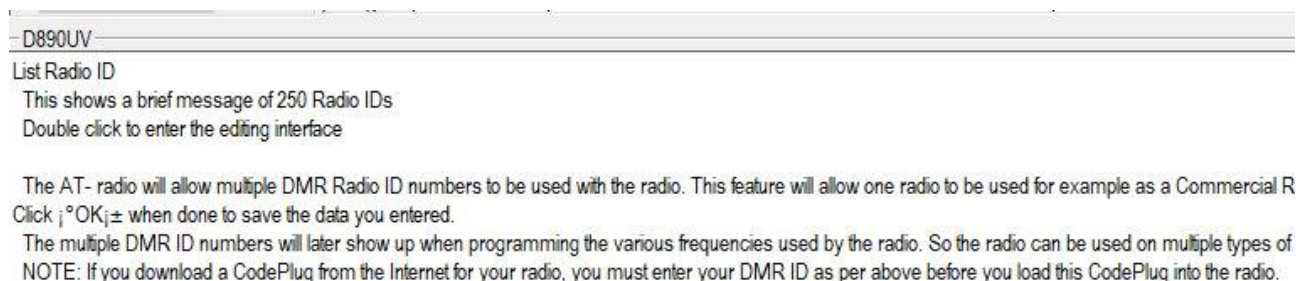 D890UV
List Radio ID
This shows a brief message of 250 Radio IDs
Double click to enter the editing interface
The AT- radio will allow multiple DMR Radio ID numbers to be used with the radio. This feature will allow one radio to be used for example as a Commercial R
Click ¡°OK¡± when done to save the data you entered.
The multiple DMR ID numbers will later show up when programming the various frequencies used by the radio. So the radio can be used on multiple types of
NOTE: If you download a CodePlug from the Internet for your radio, you must enter your DMR ID as per above before you load this CodePlug into the radio.